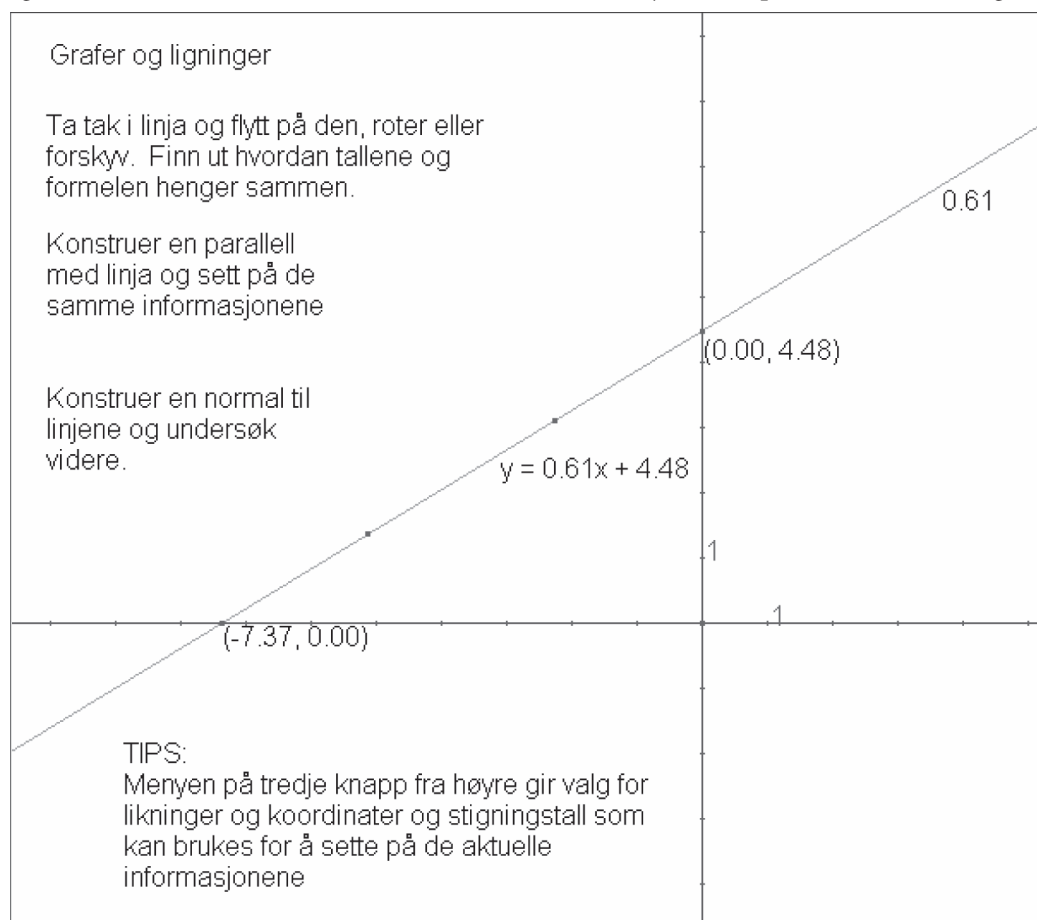 Grafer og ligninger
Ta tak i linja og flytt på den, roter eller
forskyv.  Finn ut hvordan tallene og
formelen henger sammen.
0.61
Konstruer en parallell
med linja og sett på de
samme informasjonene
(0.00, 4.48)
Konstruer en normal til
linjene og undersøk
videre.
y = 0.61x + 4.48
1
1
(-7.37, 0.00)
TIPS:
Menyen på tredje knapp fra høyre gir valg for
likninger og koordinater og stigningstall som
kan brukes for å sette på de aktuelle
informasjonene